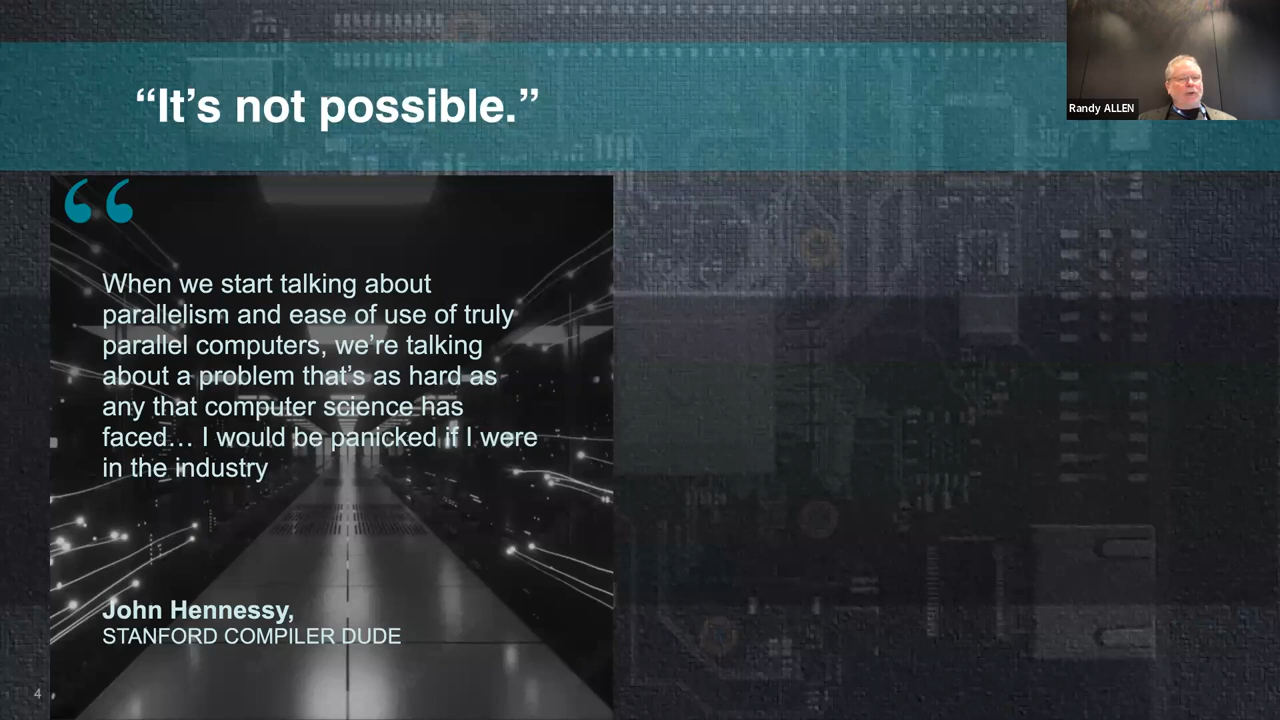 “It’s not possible.”
Randy ALLEN
“
When we start talking about
parallelism and ease of use of truly
parallel computers, we’re talking
about a problem that’s as hard as
any that computer science has
faced… I would be panicked if I were
in the industry
John Hennessy,
STANFORD COMPILER DUDE
4